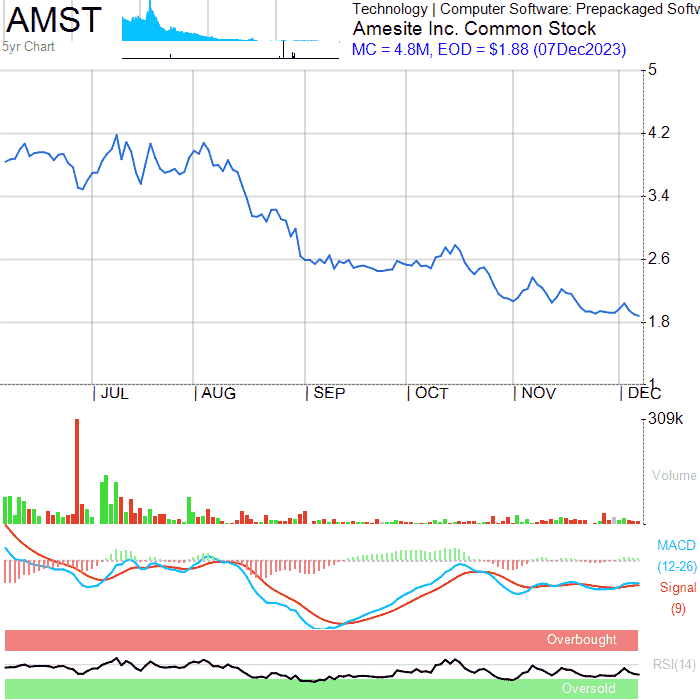 AMST
5yr Chart
Technology | Computer Software: Prepackaged Softw
Amesite Inc. Common Stock
MC = 4.8M, EOD = $1.88 (07Dec2023)
5
4.2
3.4
2.6
1.8
1
JUL AUG SEP OCT NOV DEC
309k
Volume
MACD
(12-26)
Signal
(9)
Overbought
RSI(14)
Oversold